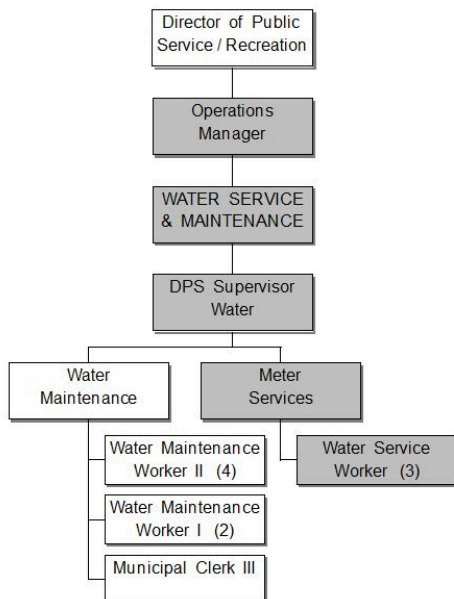 Director of Public
Service / Recreation
Operations
Manager
WATER SERVICE
& MAINTENANCE
DPS Supervisor
Water
Water
Maintenance
Meter
Services
Water Maintenance
Worker II (4)
Water Service
Worker (3)
Water Maintenance
Worker I (2)
Municipal Clerk III